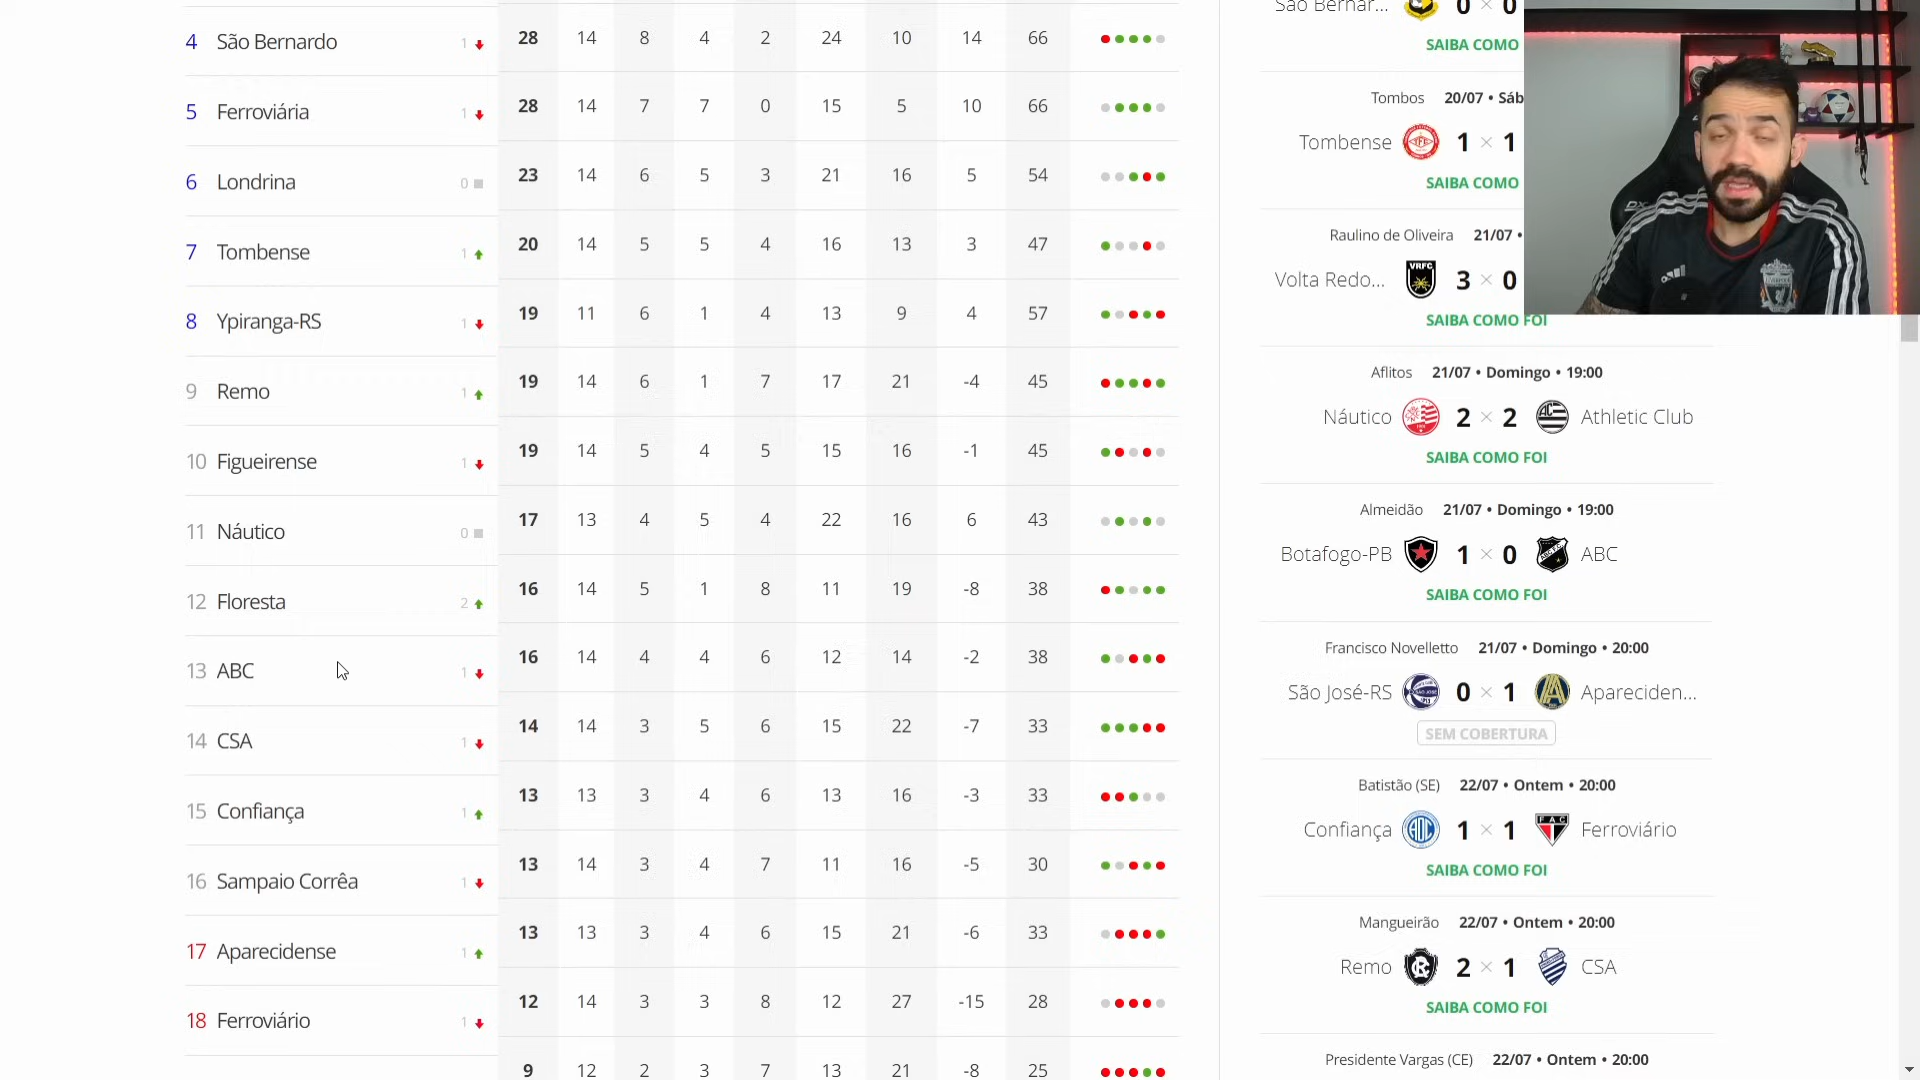 4 São Bernardo 1 28 14 8 4 2 24 10 14 66
5 Ferroviária 1 28 14 7 7 0 15 5 10 66
6 Londrina 0 23 14 6 5 3 21 16 5 54
7 Tombense 1 20 14 5 5 4 16 13 3 47
8 Ypiranga-RS 1 19 11 6 1 4 13 9 4 57
9 Remo 1 19 14 6 1 7 17 21 -4 45
10 Figueirense 1 19 14 5 4 5 15 16 -1 45
11 Náutico 0 17 13 4 5 4 22 16 6 43
12 Floresta 2 16 14 5 1 8 11 19 -8 38
13 ABC 1 16 14 4 4 6 12 14 -2 38
14 CSA 1 14 14 3 5 6 15 22 -7 33
15 Confiança 1 13 13 3 4 6 13 16 -3 33
16 Sampaio Corrêa 1 13 14 3 4 7 11 16 -5 30
17 Aparecidense 1 13 13 3 4 6 15 21 -6 33
18 Ferroviário 1 12 14 3 3 8 12 27 -15 28
9 12 2 3 7 13 21 -8 25
São Bernar... 0 × 0
SAIBA COMO
Tombos 20/07 • Sáb
Tombense 1 × 1
SAIBA COMO
Raulino de Oliveira 21/07 •
Volta Redo... VRFC 3 × 0
SAIBA COMO FOI
Aflitos 21/07 • Domingo • 19:00
Náutico 2 × 2 Athletic Club
SAIBA COMO FOI
Almeidão 21/07 • Domingo • 19:00
Botafogo-PB 1 × 0 ABC
SAIBA COMO FOI
Francisco Novelletto 21/07 • Domingo • 20:00
São José-RS 0 × 1 Apareciden...
SEM COBERTURA
Batistão (SE) 22/07 • Ontem • 20:00
Confiança 1 × 1 Ferroviário
SAIBA COMO FOI
Mangueirão 22/07 • Ontem • 20:00
Remo 2 × 1 CSA
SAIBA COMO FOI
Presidente Vargas (CE) 22/07 • Ontem • 20:00